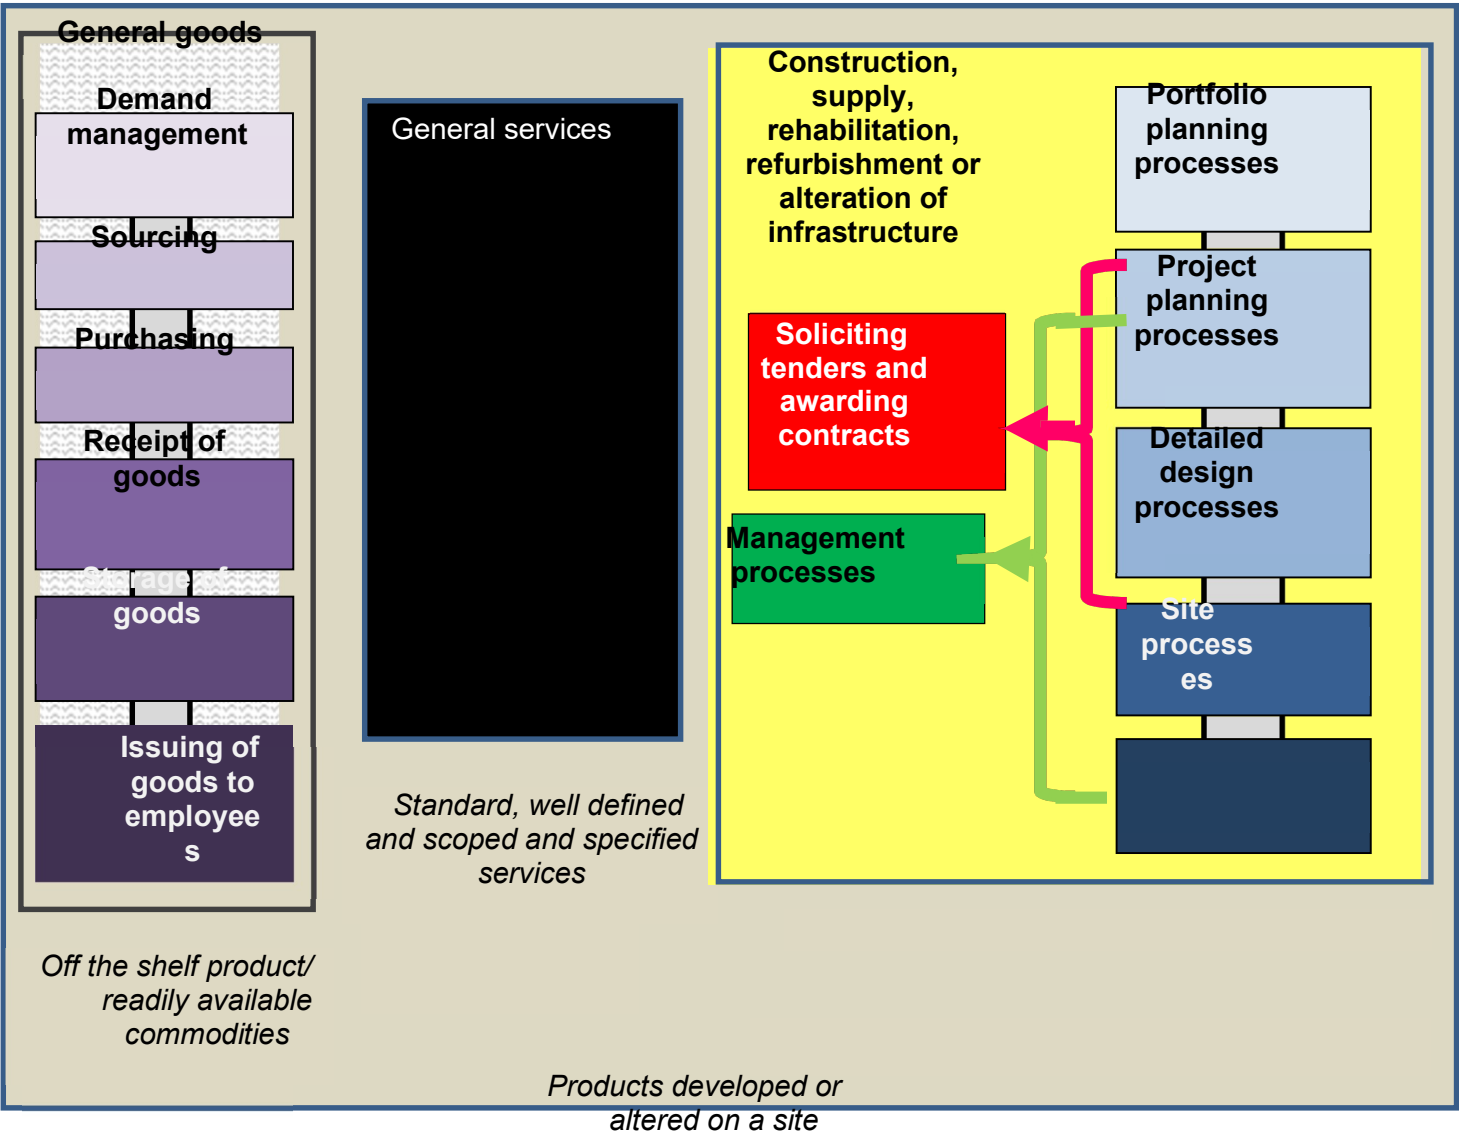 General goods
Demand
management
Sourcing
Purchasing
Receipt of
goods
Storage of
goods
Issuing of
goods to
employee
s
Off the shelf product/
readily available
commodities
General services
Standard, well defined
and scoped and specified
services
Construction,
supply,
rehabilitation,
refurbishment or
alteration of
infrastructure
Soliciting
tenders and
awarding
contracts
Management
processes
Portfolio
planning
processes
Project
planning
processes
Detailed
design
processes
Site
process
es
Products developed or
altered on a site